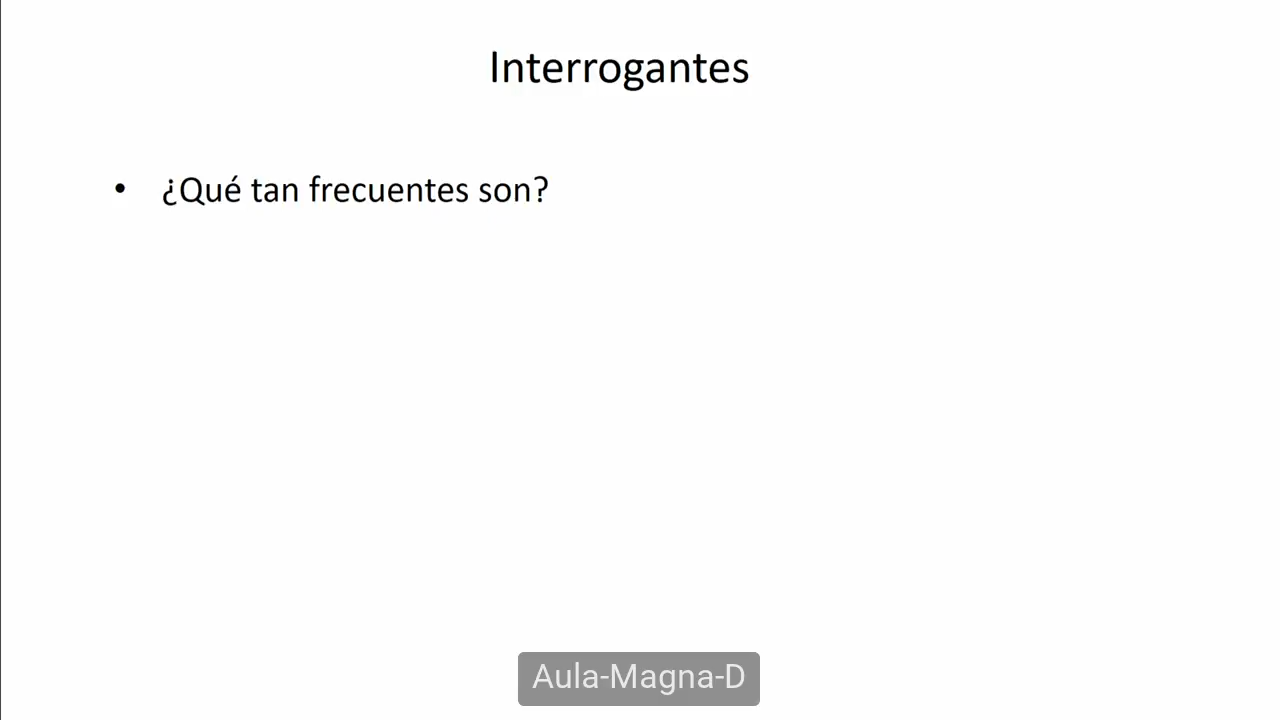 Interrogantes
• ¿Qué tan frecuentes son?
Aula-Magna-D